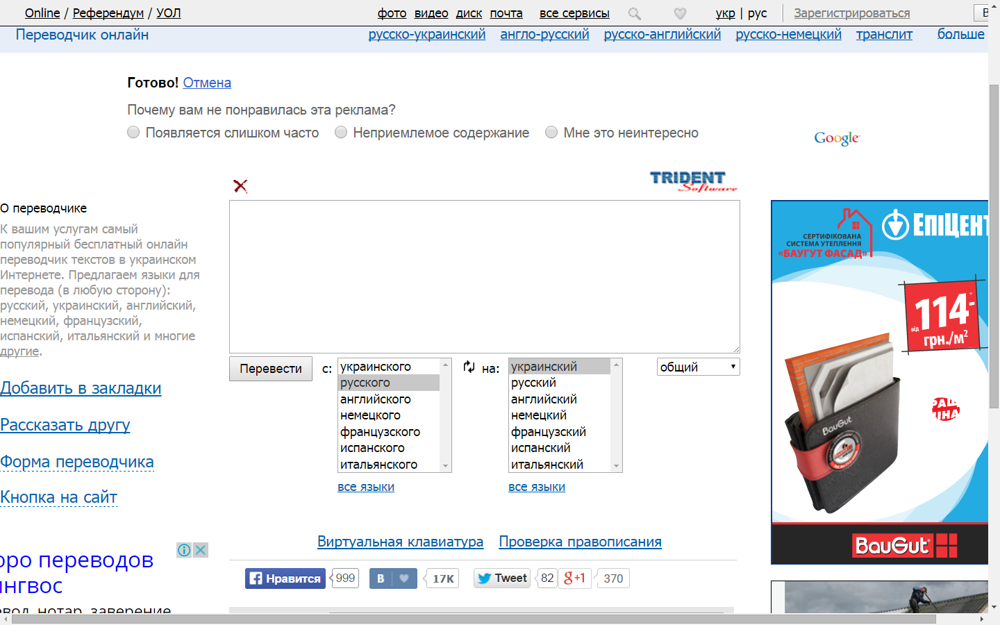 Online / Референдум / УОЛ
фото видео диск почта все сервисы
укр | рус
Зарегистрироваться
Переводчик онлайн
русско-украинский англо-русский русско-английский русско-немецкий транслит больше
Готово! Отмена
Почему вам не понравилась эта реклама?
Появляется слишком часто Неприемлемое содержание Мне это неинтересно
Google
TRIDENT
Software
О переводчике
К вашим услугам самый
популярный бесплатный онлайн
переводчик текстов в украинском
Интернете. Предлагаем языки для
перевода (в любую сторону):
русский, украинский, английский,
немецкий, французский,
испанский, итальянский и многие
другие.
Добавить в закладки
Рассказать другу
Форма переводчика
Кнопка на сайт
Перевести
с:
украинского
русского
английского
немецкого
французского
испанского
итальянского
все языки
на:
украинский
русский
английский
немецкий
французский
испанский
итальянский
все языки
общий
Виртуальная клавиатура Проверка правописания
Нравится 999
B 17K
Tweet 82
g+1 370
оро переводов
ингвос
евод, нотар. заверение
СЕРТИФІКОВАНА
СИСТЕМА УТЕПЛЕННЯ
«БАУГУТ ФАСАД»
ЕПІЦЕНТ
від 114-*
грн./м²
BauGut
BauGut